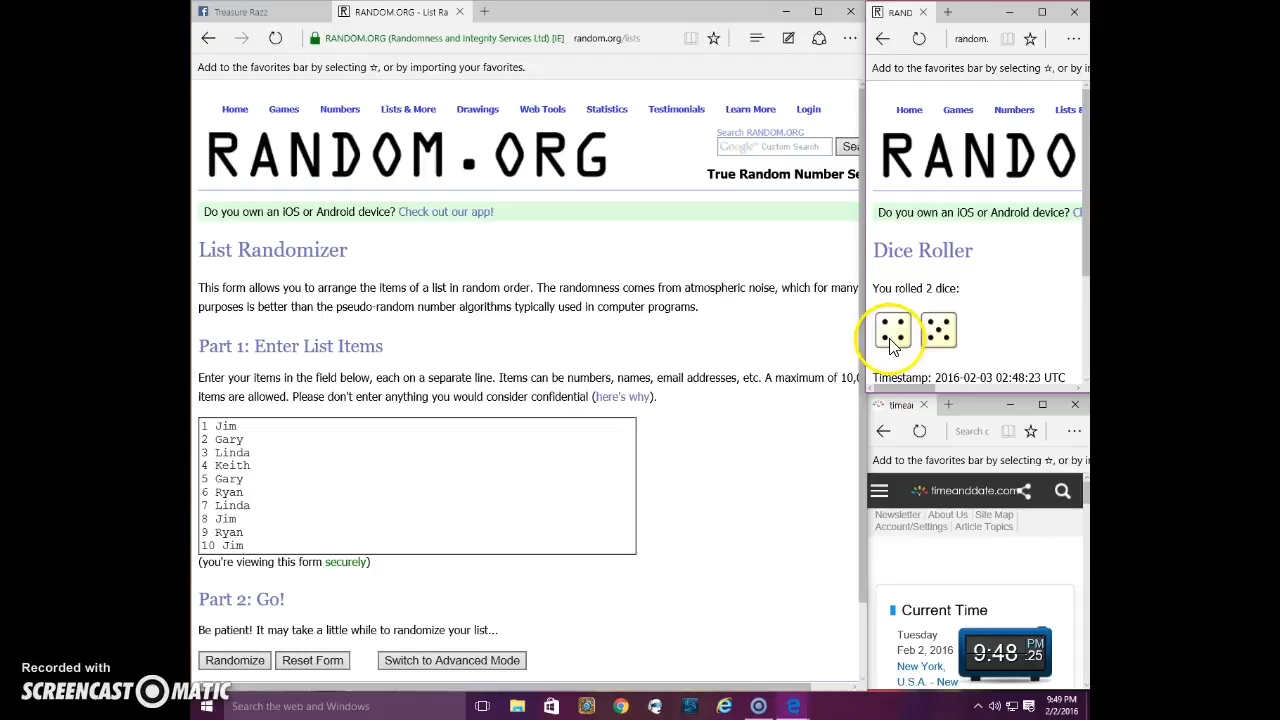 Treasure Razz
RANDOM.ORG - List Ra
RANDOM.ORG (Randomness and Integrity Services Ltd) [IE] random.org/lists
Add to the favorites bar by selecting ☆, or by importing your favorites.
Home Games Numbers Lists & More Drawings Web Tools Statistics Testimonials Learn More Login
RANDOM.ORG
Search RANDOM.ORG
Google™ Custom Search Sea
True Random Number Se
Do you own an iOS or Android device? Check out our app!
List Randomizer
This form allows you to arrange the items of a list in random order. The randomness comes from atmospheric noise, which for many
purposes is better than the pseudo-random number algorithms typically used in computer programs.
Part 1: Enter List Items
Enter your items in the field below, each on a separate line. Items can be numbers, names, email addresses, etc. A maximum of 10,0
items are allowed. Please don't enter anything you would consider confidential (here's why).
1 Jim
2 Gary
3 Linda
4 Keith
5 Gary
6 Ryan
7 Linda
8 Jim
9 Ryan
10 Jim
(you're viewing this form securely)
Part 2: Go!
Be patient! It may take a little while to randomize your list...
Randomize Reset Form Switch to Advanced Mode
RAND
random.
Add to the favorites bar by selecting ☆, or by im
Home Games Numbers Lists &
RANDO
Do you own an iOS or Android device? Ch
Dice Roller
You rolled 2 dice:
Timestamp: 2016-02-03 02:48:23 UTC
timean
Search o
Add to the favorites bar by selecting ☆, or by im
timeanddate.com
Newsletter | About Us | Site Map
Account/Settings | Article Topics
Current Time
Tuesday
Feb 2, 2016
New York,
U.S.A. - New
9:48 PM .25
Recorded with
SCREENCAST-O-MATIC
Search the web and Windows
9:49 PM
2/2/2016